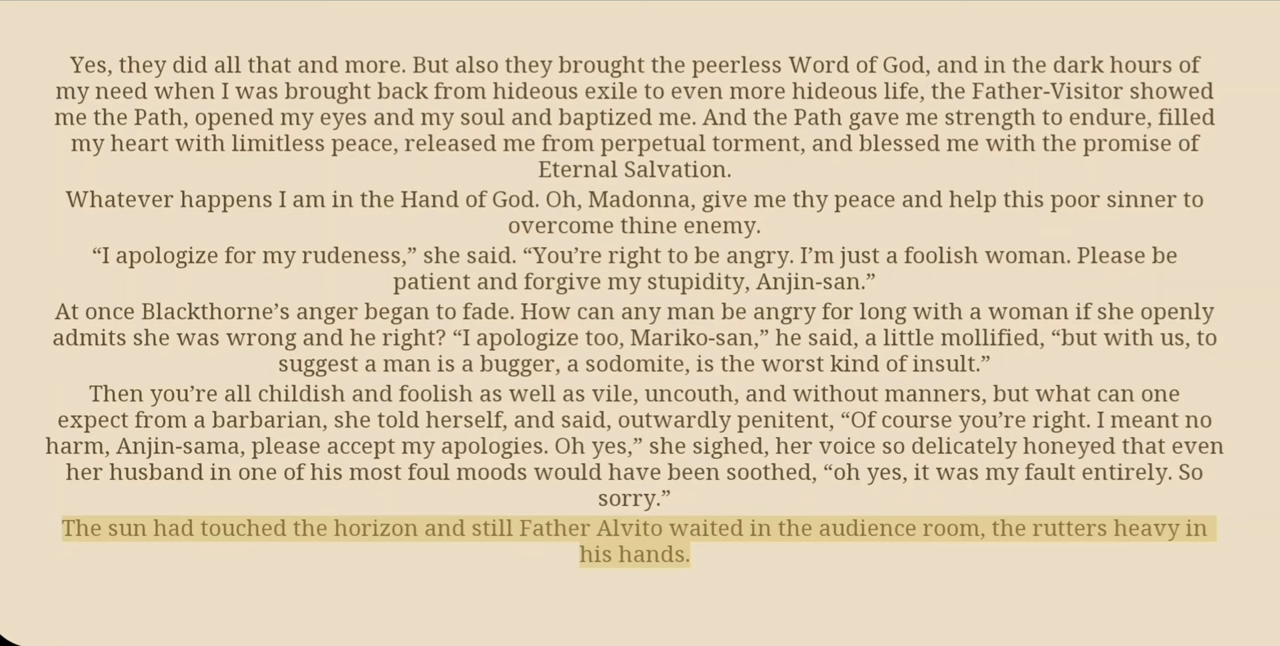 Yes, they did all that and more. But also they brought the peerless Word of God, and in the dark hours of
my need when I was brought back from hideous exile to even more hideous life, the Father-Visitor showed
me the Path, opened my eyes and my soul and baptized me. And the Path gave me strength to endure, filled
my heart with limitless peace, released me from perpetual torment, and blessed me with the promise of
Eternal Salvation.
Whatever happens I am in the Hand of God. Oh, Madonna, give me thy peace and help this poor sinner to
overcome thine enemy.
“I apologize for my rudeness,” she said. “You’re right to be angry. I’m just a foolish woman. Please be
patient and forgive my stupidity, Anjin-san.”
At once Blackthorne’s anger began to fade. How can any man be angry for long with a woman if she openly
admits she was wrong and he right? “I apologize too, Mariko-san,” he said, a little mollified, “but with us, to
suggest a man is a bugger, a sodomite, is the worst kind of insult.”
Then you’re all childish and foolish as well as vile, uncouth, and without manners, but what can one
expect from a barbarian, she told herself, and said, outwardly penitent, “Of course you’re right. I meant no
harm, Anjin-sama, please accept my apologies. Oh yes,” she sighed, her voice so delicately honeyed that even
her husband in one of his most foul moods would have been soothed, “oh yes, it was my fault entirely. So
sorry.”
The sun had touched the horizon and still Father Alvito waited in the audience room, the rutters heavy in
his hands.